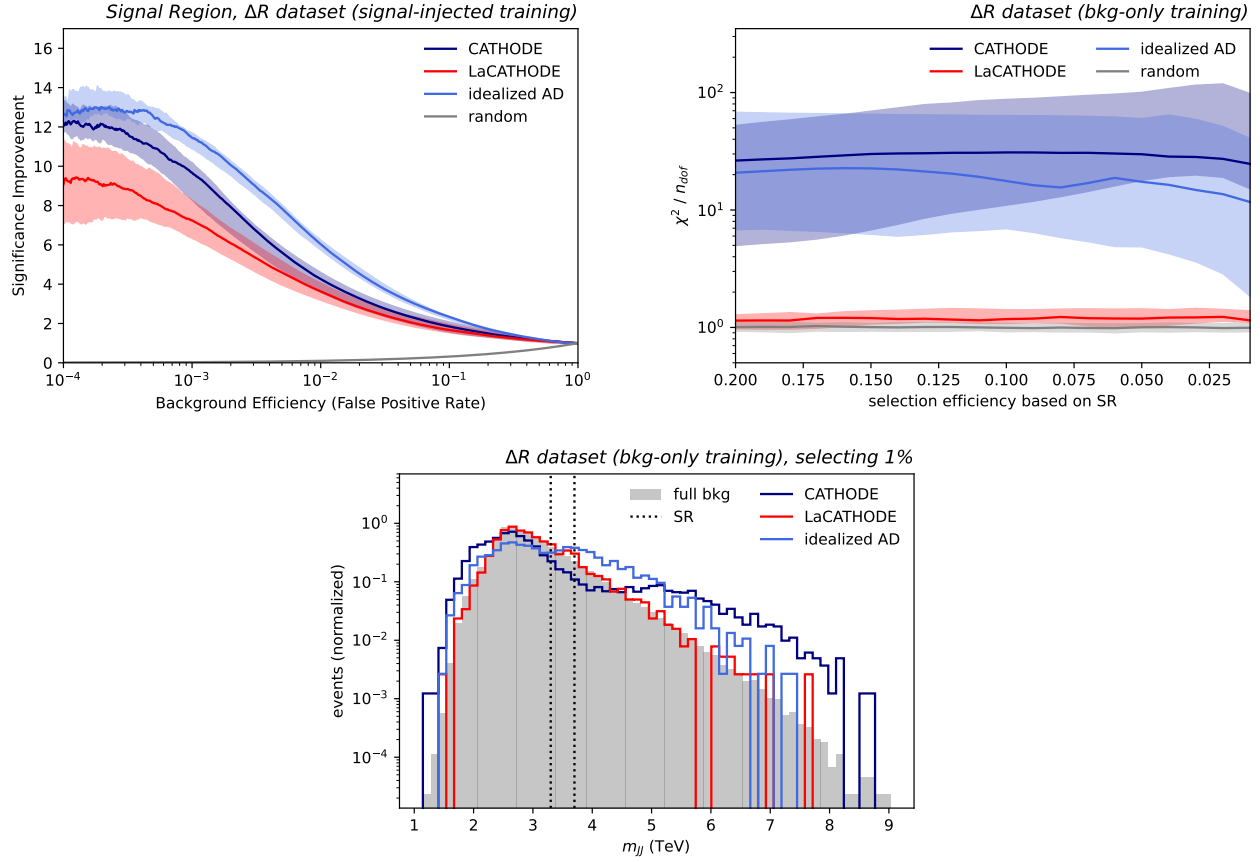 Signal Region, ΔR dataset (signal-injected training)
16
14
12
10
8
6
4
2
0
Significance Improvement
CATHODE
LaCATHODE
idealized AD
random
10⁻⁴ 10⁻³ 10⁻² 10⁻¹ 10⁰
Background Efficiency (False Positive Rate)
ΔR dataset (bkg-only training)
10²
10¹
10⁰
χ² / n_dof
CATHODE idealized AD
LaCATHODE random
0.200 0.175 0.150 0.125 0.100 0.075 0.050 0.025
selection efficiency based on SR
ΔR dataset (bkg-only training), selecting 1%
10⁰
10⁻¹
10⁻²
10⁻³
10⁻⁴
events (normalized)
full bkg CATHODE
SR LaCATHODE
idealized AD
1 2 3 4 5 6 7 8 9
m_JJ (TeV)